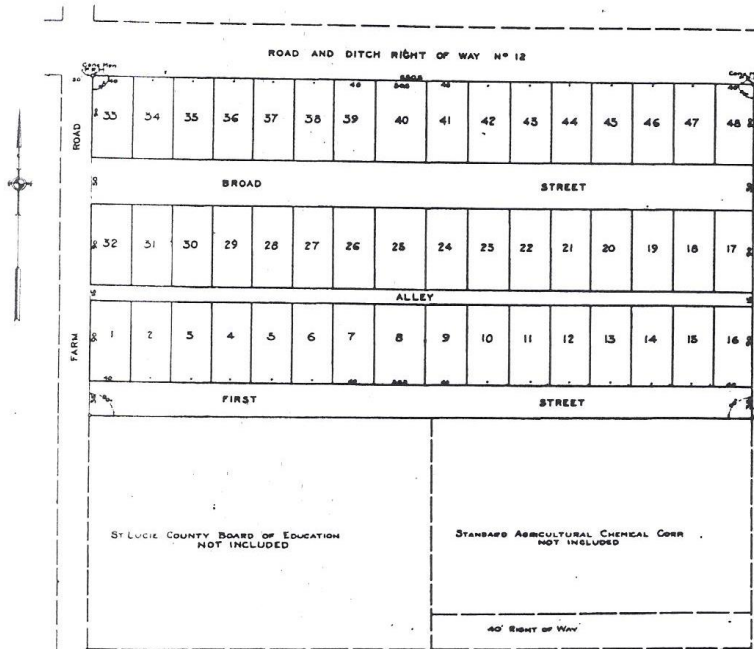 ROAD AND DITCH RIGHT OF WAY Nº 12
33 34 35 36 37 38 39 40 41 42 43 44 45 46 47 48
ROAD
BROAD STREET
32 31 30 29 28 27 26 25 24 23 22 21 20 19 18 17
ALLEY
1 2 3 4 5 6 7 8 9 10 11 12 13 14 15 16
FARM
FIRST STREET
ST LUCIE COUNTY BOARD OF EDUCATION
NOT INCLUDED
STANDARD AGRICULTURAL CHEMICAL CORP
NOT INCLUDED
40' RIGHT OF WAY